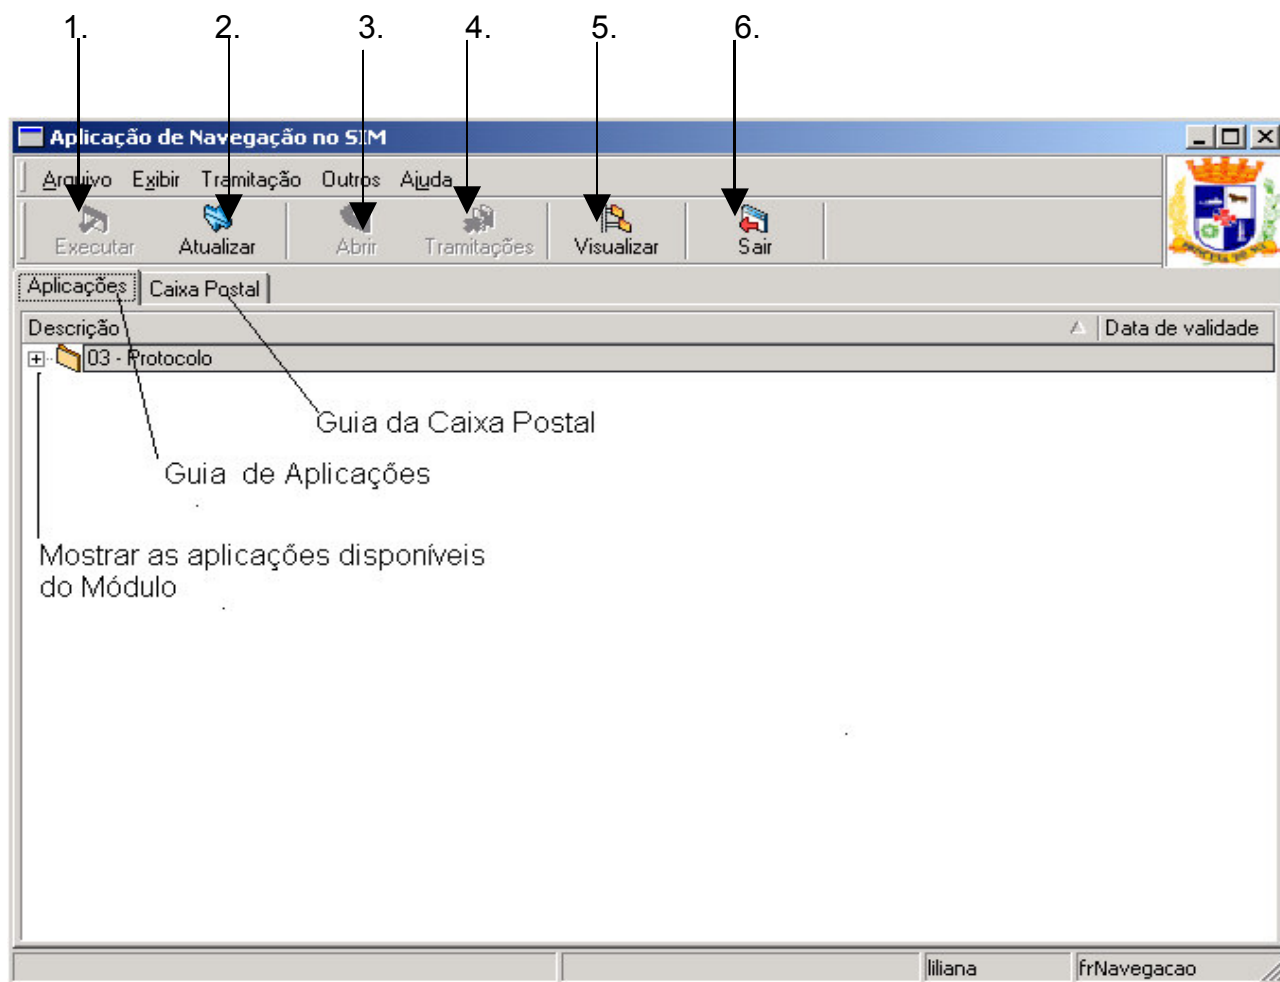 1. 2. 3. 4. 5. 6.
Aplicação de Navegação no SIM
Arquivo Exibir Tramitação Outros Ajuda
Executar Atualizar Abrir Tramitações Visualizar Sair
Aplicações Caixa Postal
Descrição Data de validade
03 - Protocolo
Guia da Caixa Postal
Guia de Aplicações
Mostrar as aplicações disponíveis
do Módulo
liliana frNavegacao